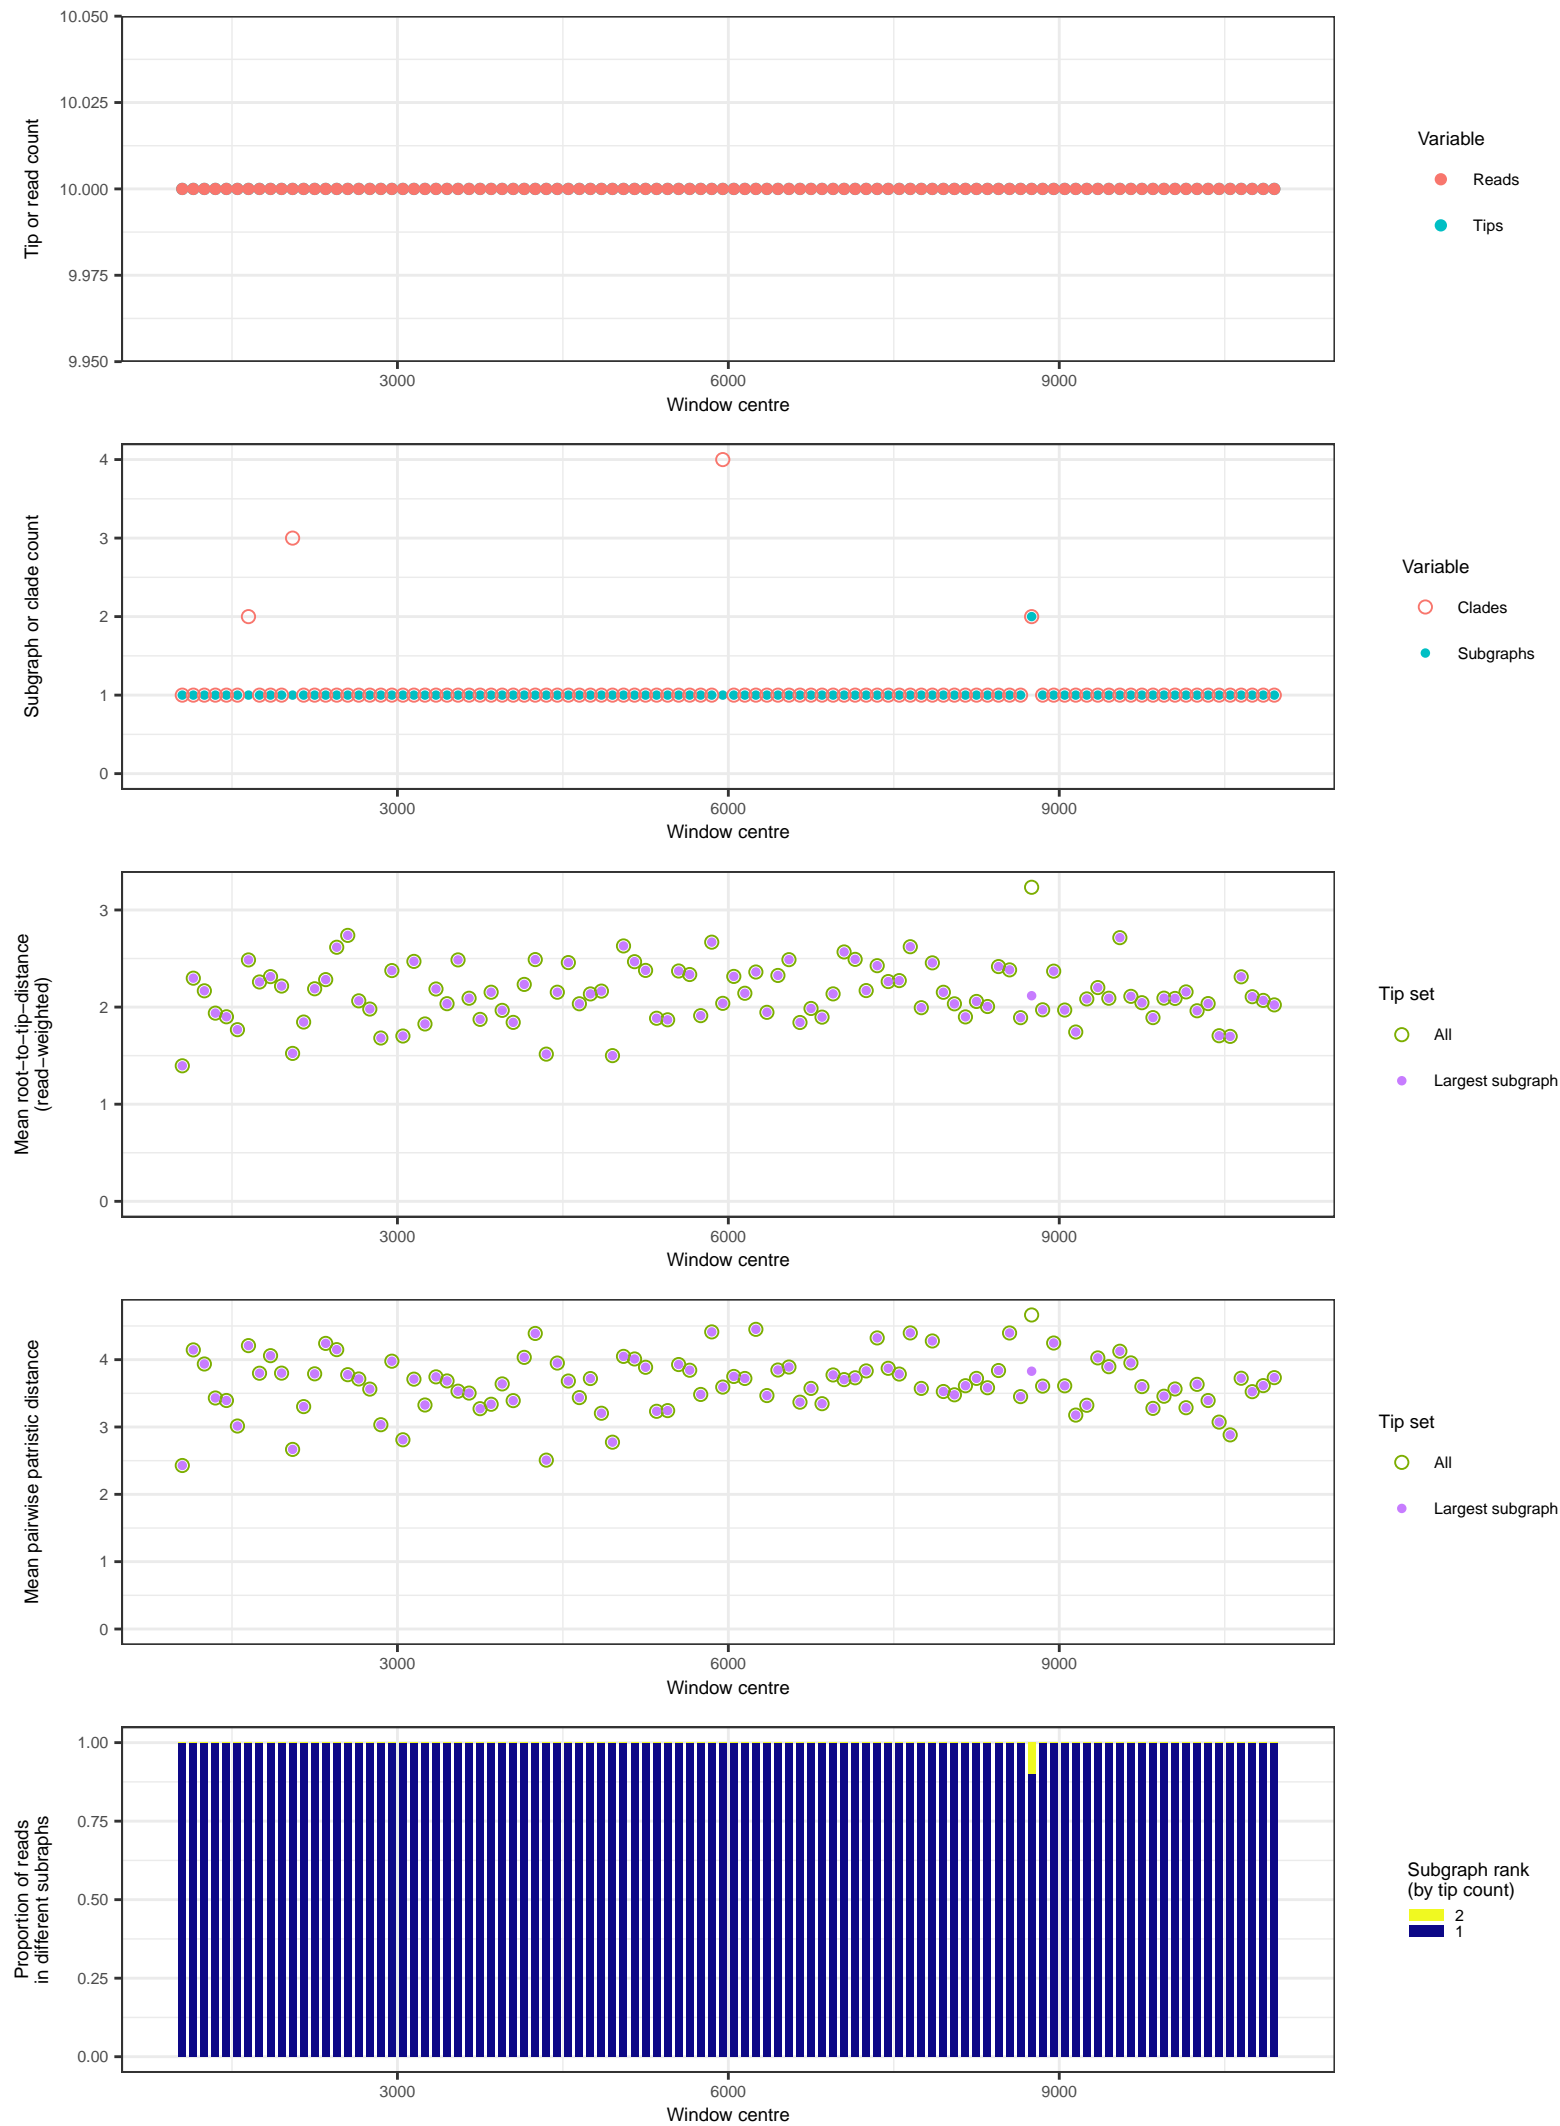 10.050
10.025
10.000
9.975
9.950
Tip or read count
3000
6000
9000
Window centre
Variable
Reads
Tips
4
3
2
1
0
Subgraph or clade count
3000
6000
9000
Window centre
Variable
Clades
Subgraphs
3
2
1
0
Mean root−to−tip−distance
(read−weighted)
3000
6000
9000
Window centre
Tip set
All
Largest subgraph
4
3
2
1
0
Mean pairwise patristic distance
3000
6000
9000
Window centre
Tip set
All
Largest subgraph
1.00
0.75
0.50
0.25
0.00
Proportion of reads
in different subraphs
3000
6000
9000
Window centre
Subgraph rank
(by tip count)
2
1